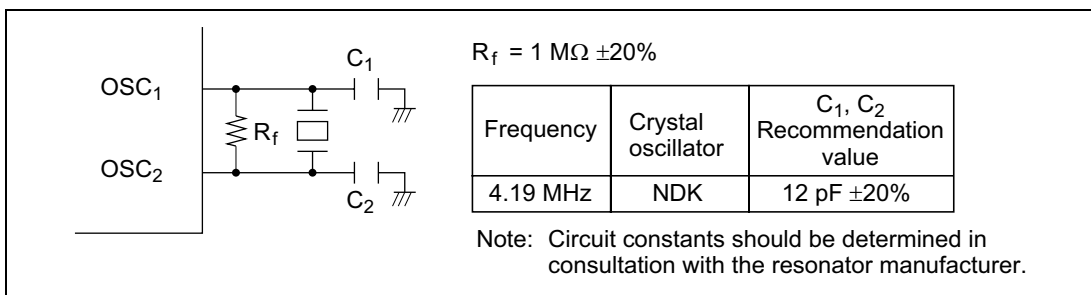 OSC1
OSC2
Rf
C1
C2
Rf = 1 MΩ ±20%
Frequency
Crystal
oscillator
C1, C2
Recommendation
value
4.19 MHz
NDK
12 pF ±20%
Note: Circuit constants should be determined in
consultation with the resonator manufacturer.